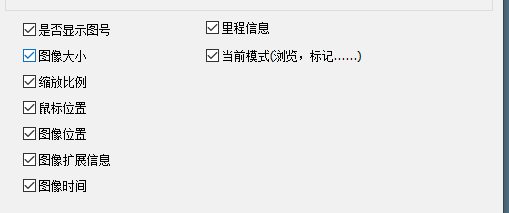 是否显示图号
图像大小
缩放比例
鼠标位置
图像位置
图像扩展信息
图像时间
里程信息
当前模式(浏览，标记......)